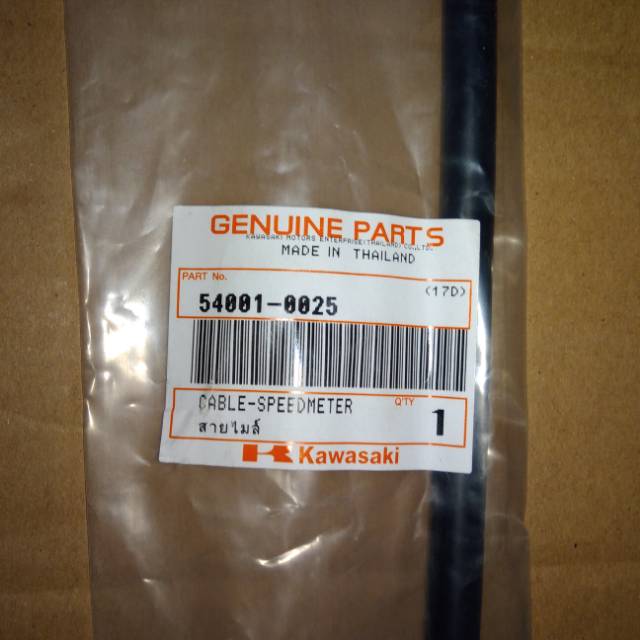 GENUINE PARTS
KAWASAKI MOTORS ENTERPRISE(THAILAND) CO.,LTD.
MADE IN THAILAND
PART No.
54001-0025 (17D)
CABLE-SPEEDMETER Q'TY
สายไมล์ 1
Kawasaki